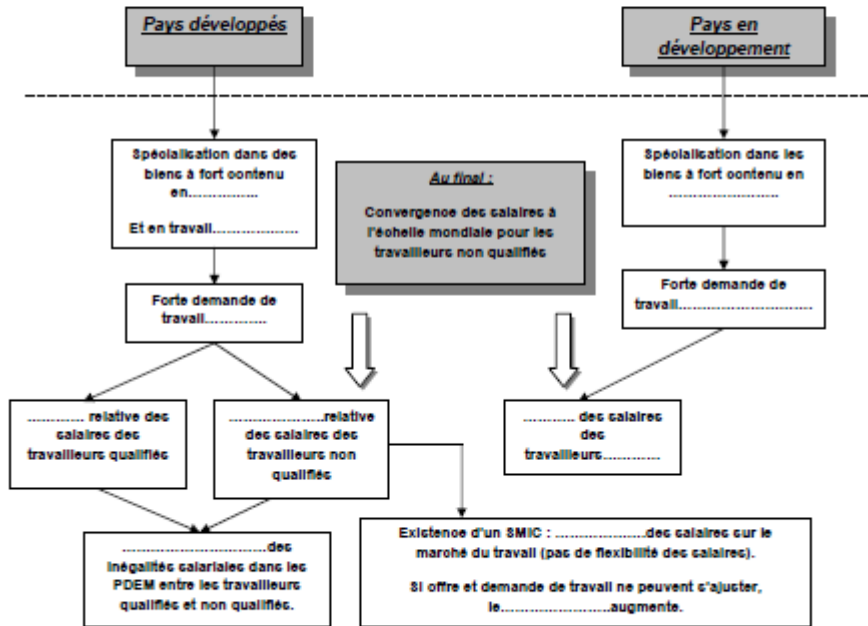 Pays développés
Pays en
développement
Spécialisation dans des
biens à fort contenu
en.................
Et en travail.....................
Au final :
Convergence des salaires à
l'échelle mondiale pour les
travailleurs non qualifiés
Spécialisation dans les
biens à fort contenu en
..........................
Forte demande de
travail...............
Forte demande de
travail................................
.............. relative des
salaires des
travailleurs qualifiés
.......................relative
des salaires des
travailleurs non
qualifiés
............ des salaires
des
travailleurs..............
...................................des
inégalités salariales dans les
PDEM entre les travailleurs
qualifiés et non qualifiés.
Existence d'un SMIC : ......................des salaires sur le
marché du travail (pas de flexibilité des salaires).
Si offre et demande de travail ne peuvent s'ajuster,
le..........................augmente.